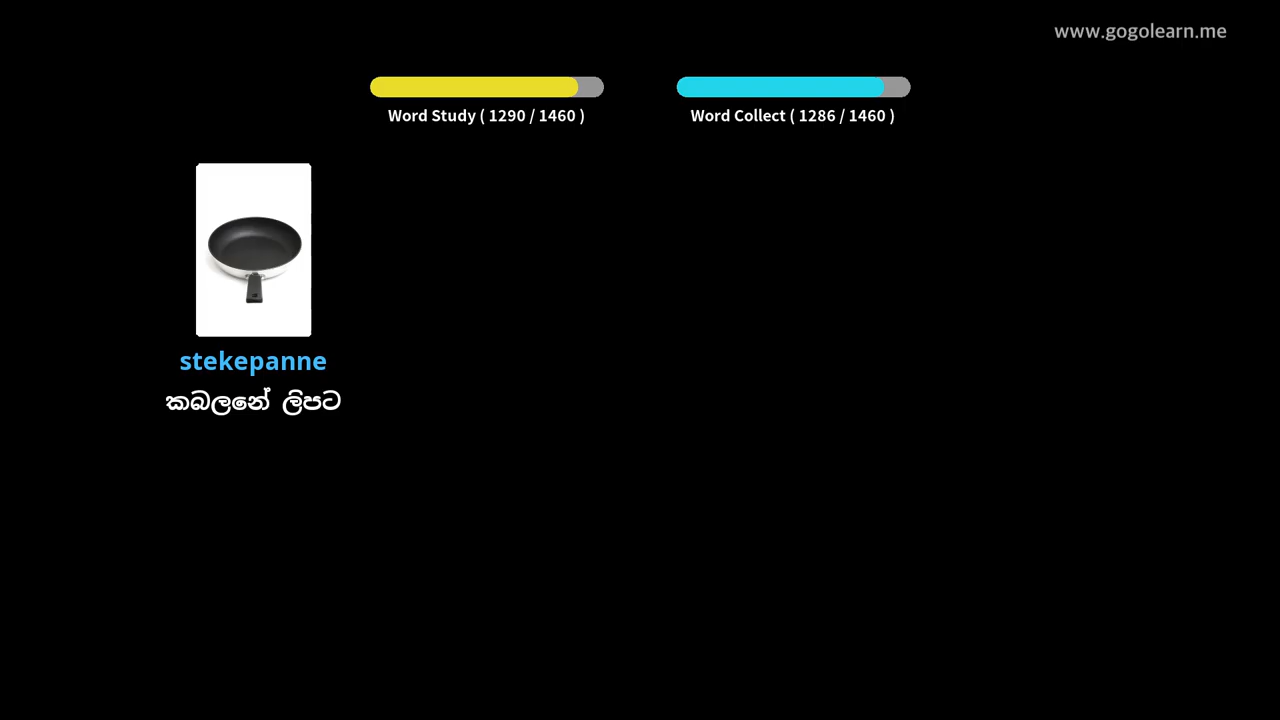 www.gogolearn.me
Word Study ( 1290 / 1460 )
Word Collect ( 1286 / 1460 )
stekepanne
කබලනේ ලිපට